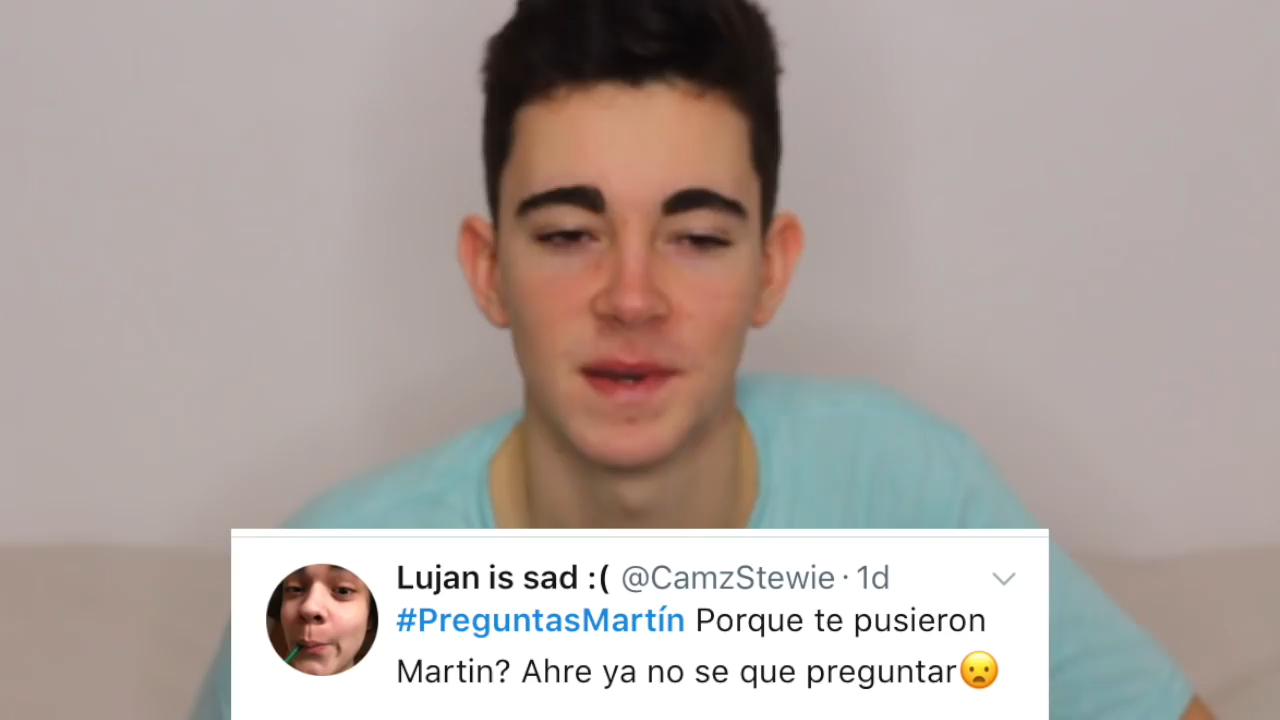 Lujan is sad :( @CamzStewie · 1d
#PreguntasMartín Porque te pusieron
Martin? Ahre ya no se que preguntar😦